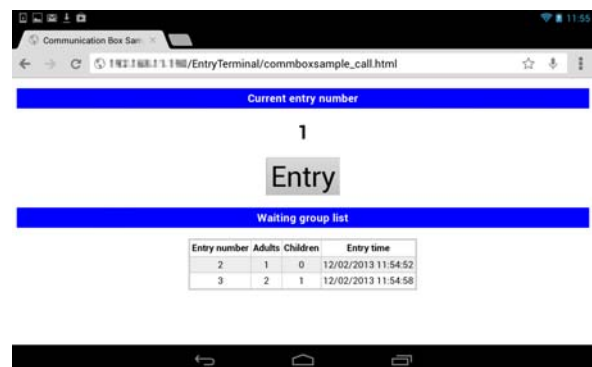 11:55
Communication Box Sam
/EntryTerminal/commboxsample_call.html
Current entry number
1
Entry
Waiting group list
Entry number Adults Children Entry time
2 1 0 12/02/2013 11:54:52
3 2 1 12/02/2013 11:54:58